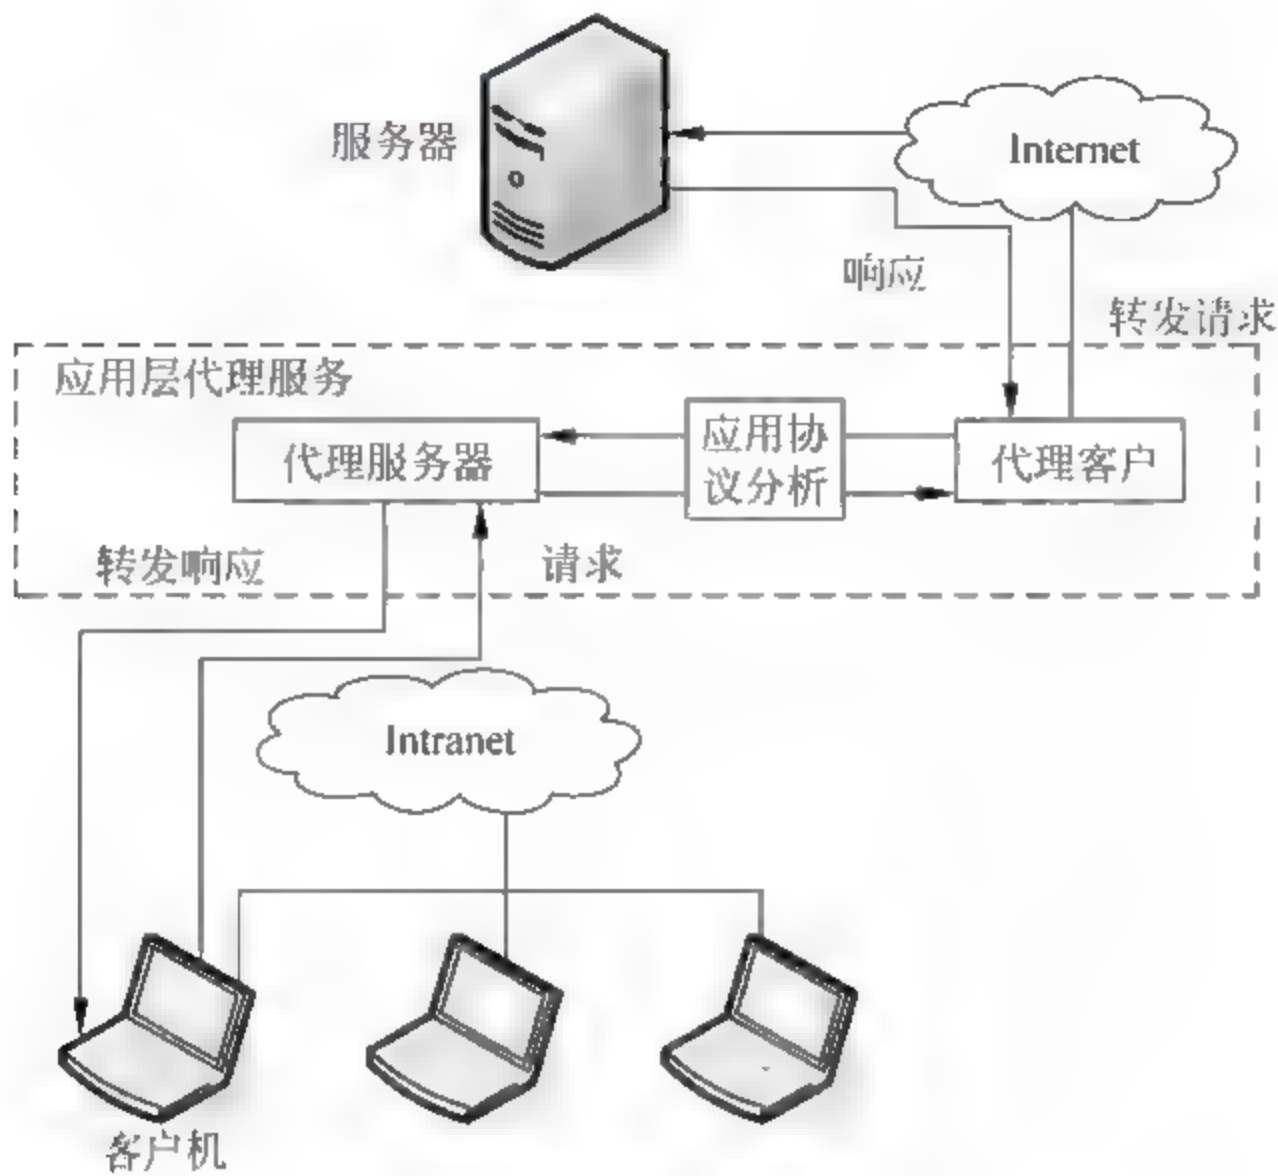 服务器
Internet
响应
转发请求
应用层代理服务
代理服务器
应用协
议分析
代理客户
转发响应
请求
Intranet
客户机